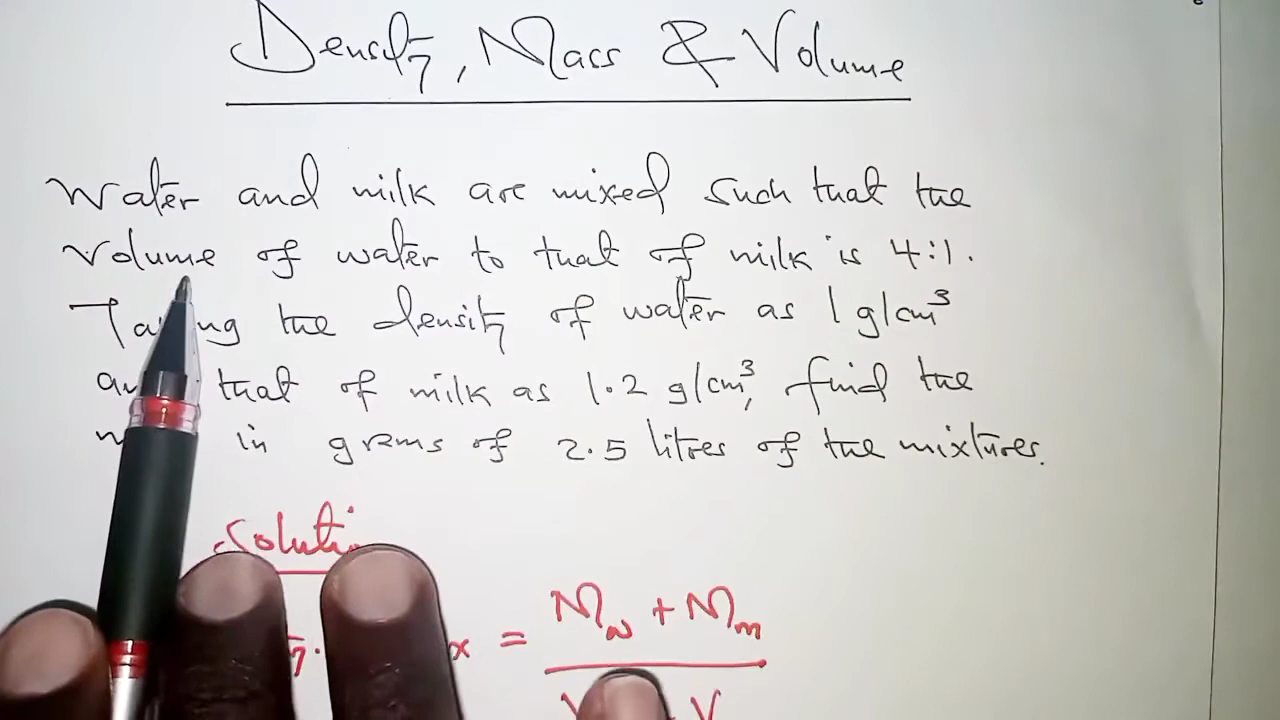 Density, Mass & Volume
Water and milk are mixed such that the
Volume of water to that of milk is 4:1.
the density of water as 1 g/cm³
that of milk as 1.2 g/cm³, find the
in grams of 2.5 litres of the mixtures.
x = Mw + Mm